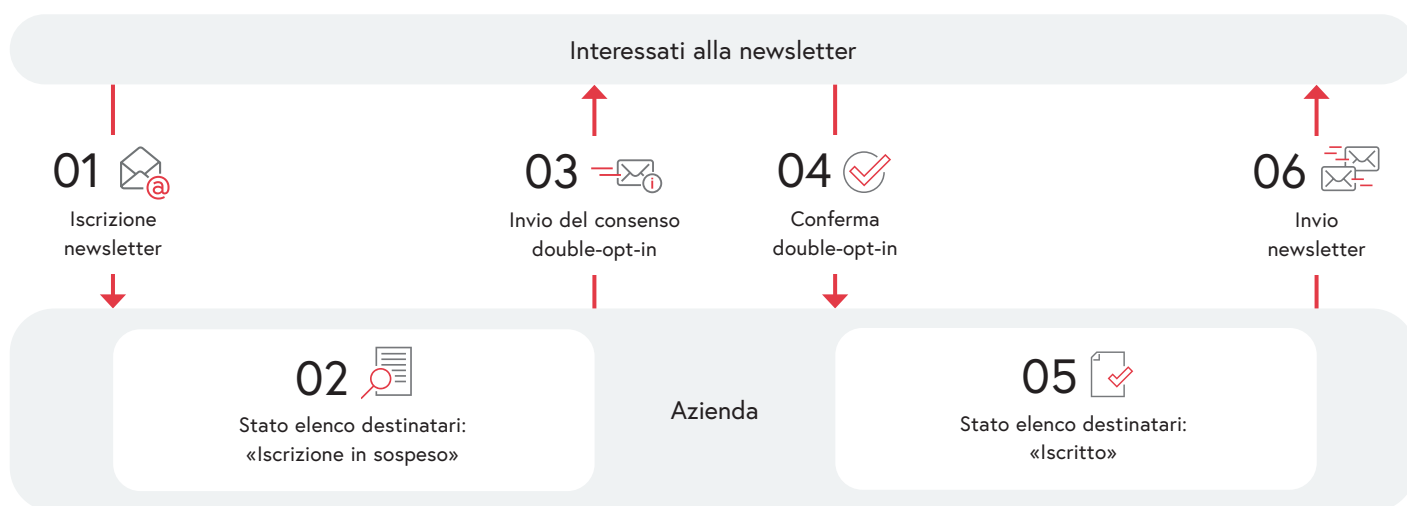 Interessati alla newsletter
01
Iscrizione
newsletter
03
Invio del consenso
double-opt-in
04
Conferma
double-opt-in
06
Invio
newsletter
02
Stato elenco destinatari:
«Iscrizione in sospeso»
Azienda
05
Stato elenco destinatari:
«Iscritto»